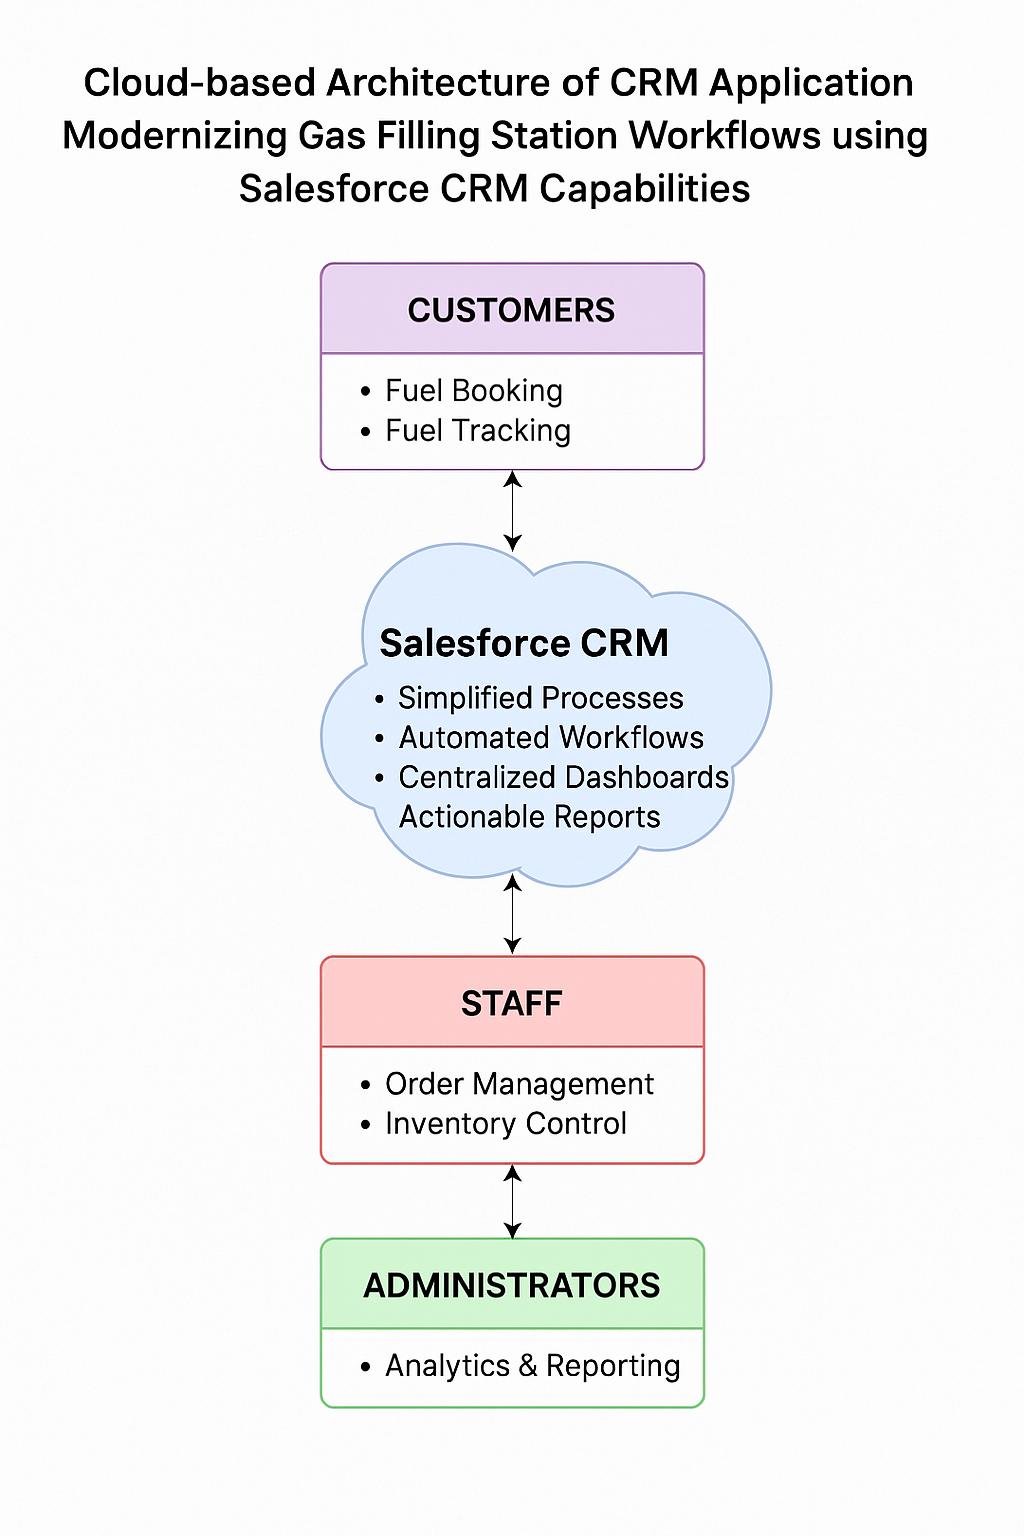 Cloud-based Architecture of CRM Application
Modernizing Gas Filling Station Workflows using
Salesforce CRM Capabilities
CUSTOMERS
• Fuel Booking
• Fuel Tracking
Salesforce CRM
• Simplified Processes
• Automated Workflows
• Centralized Dashboards
Actionable Reports
STAFF
• Order Management
• Inventory Control
ADMINISTRATORS
• Analytics & Reporting